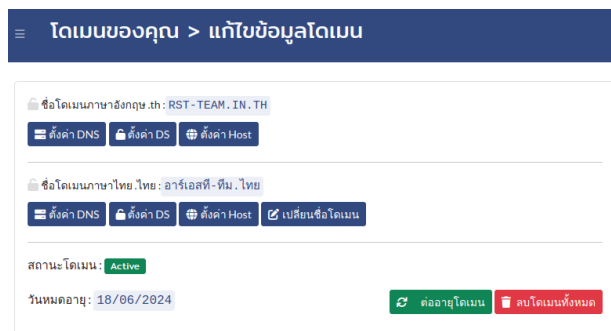 โดเมนของคุณ > แก้ไขข้อมูลโดเมน
ชื่อโดเมนภาษาอังกฤษ .th : RST-TEAM.IN.TH
ตั้งค่า DNS ตั้งค่า DS ตั้งค่า Host
ชื่อโดเมนภาษาไทย .ไทย : อาร์เอสที-ทีม.ไทย
ตั้งค่า DNS ตั้งค่า DS ตั้งค่า Host เปลี่ยนชื่อโดเมน
สถานะโดเมน : Active
วันหมดอายุ : 18/06/2024 ต่ออายุโดเมน ลบโดเมนทั้งหมด